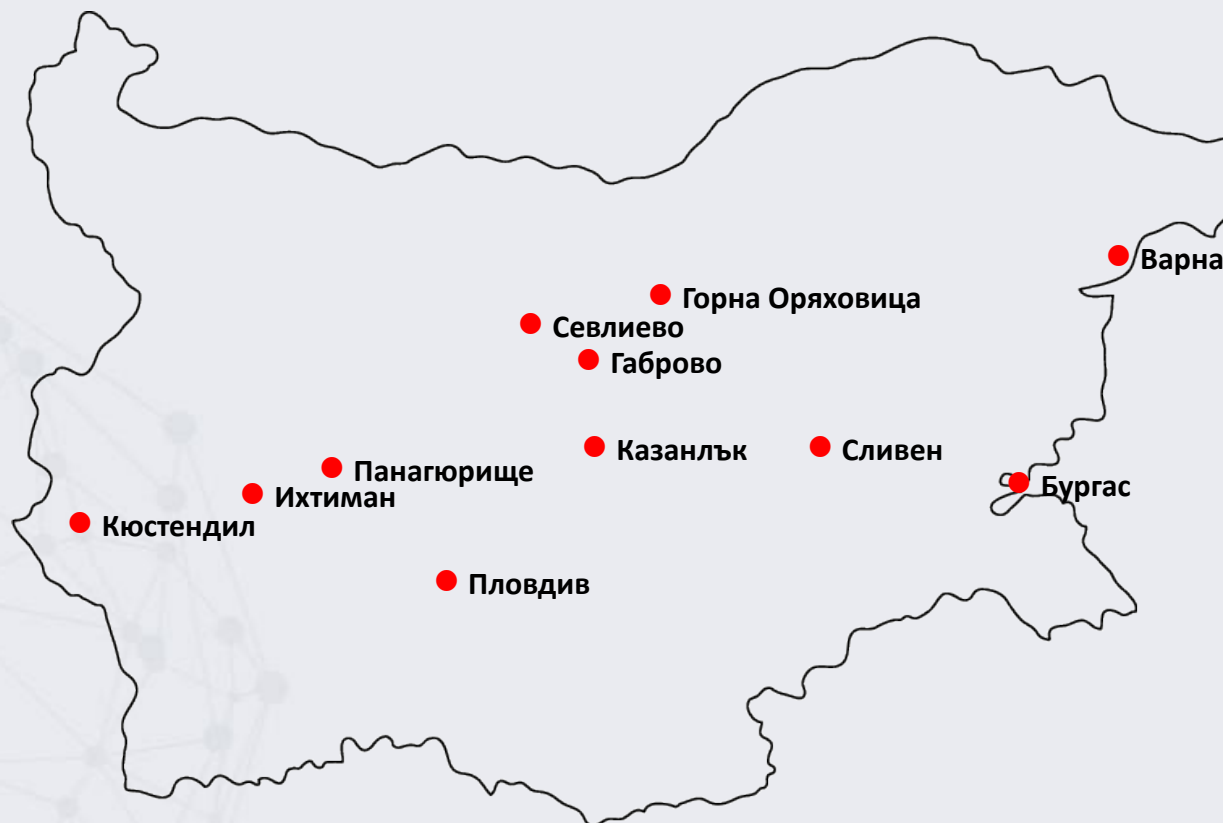 Варна
Горна Оряховица
Севлиево
Габрово
Казанлък
Сливен
Панагюрище
Бургас
Ихтиман
Кюстендил
Пловдив